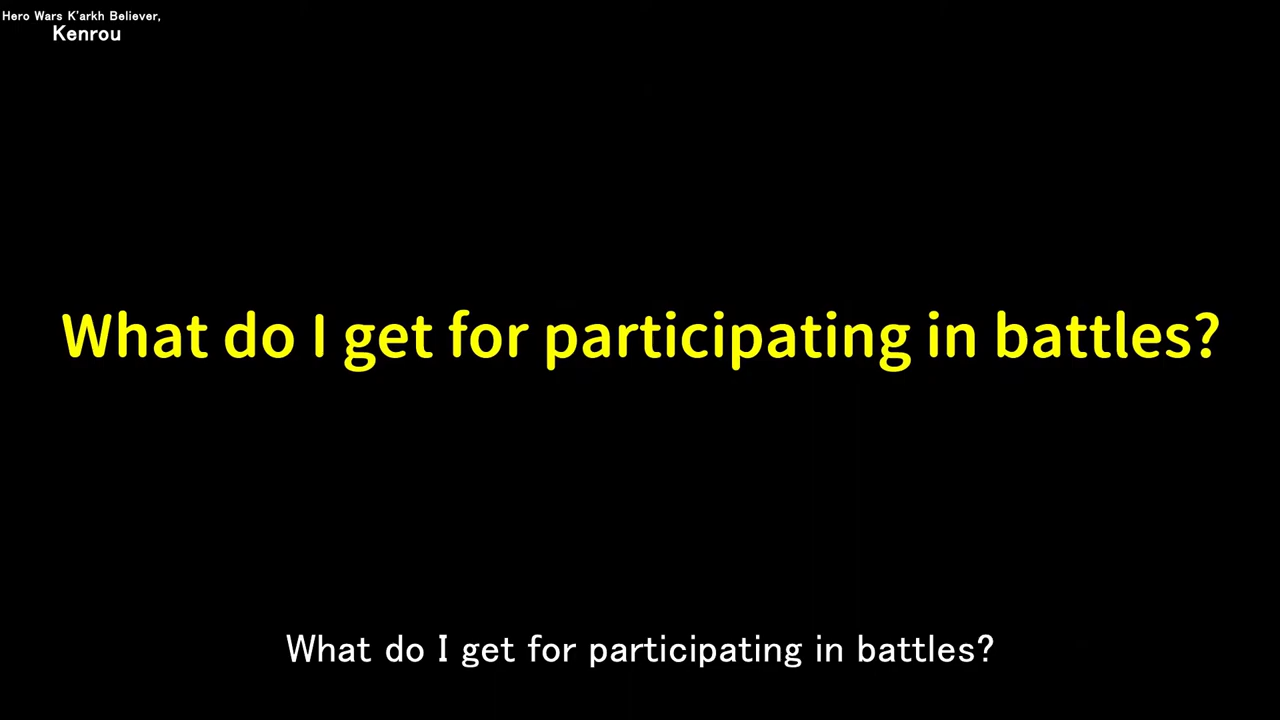 Hero Wars K'arkh Believer,
Kenrou
What do I get for participating in battles?
What do I get for participating in battles?